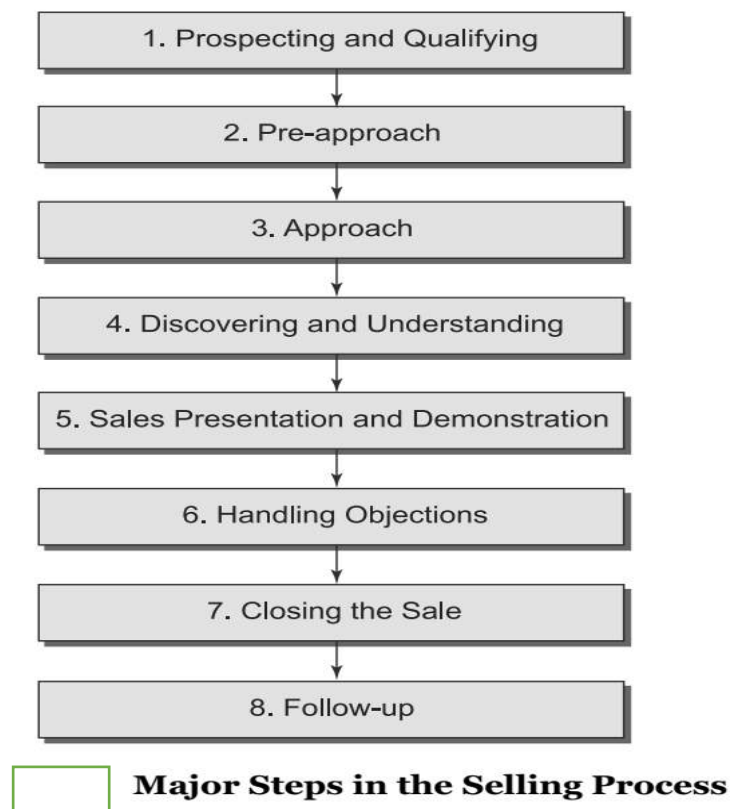 1. Prospecting and Qualifying
2. Pre-approach
3. Approach
4. Discovering and Understanding
5. Sales Presentation and Demonstration
6. Handling Objections
7. Closing the Sale
8. Follow-up
Major Steps in the Selling Process